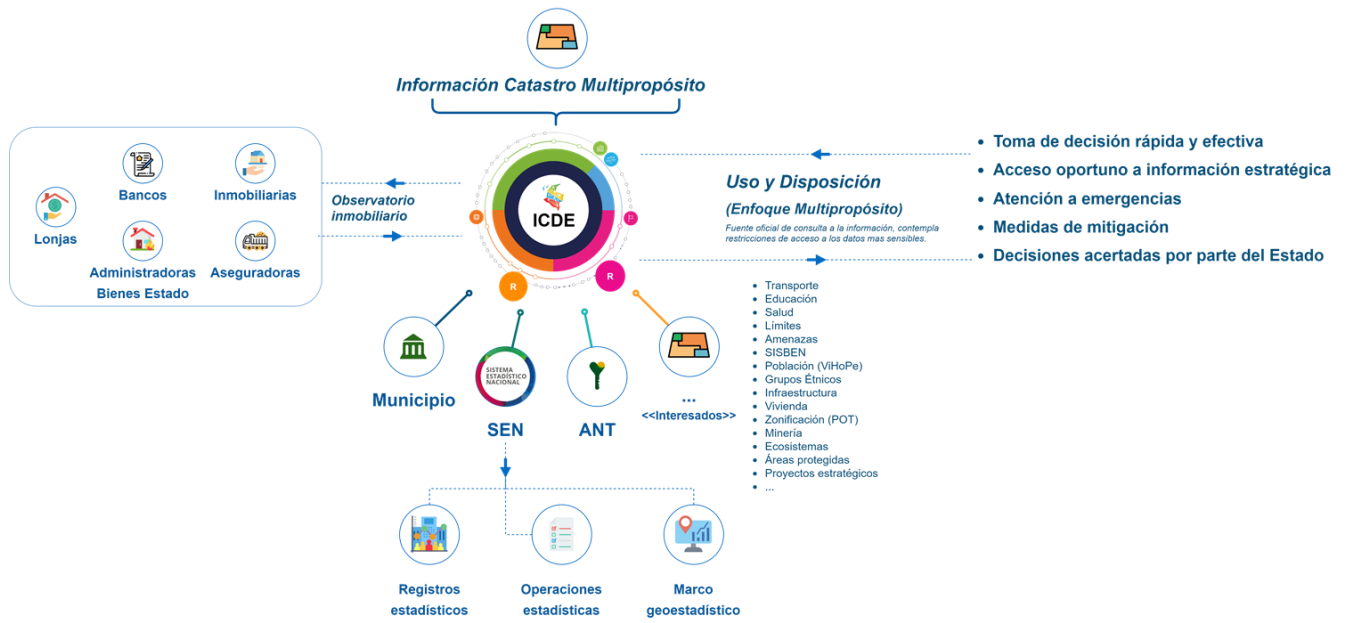 Información Catastro Multipropósito
Bancos
Inmobiliarias
Lonjas
Administradoras
Bienes Estado
Aseguradoras
Observatorio
inmobiliario
ICDE
R
R
Uso y Disposición
(Enfoque Multipropósito)
Fuente oficial de consulta a la información, contempla
restricciones de acceso a los datos mas sensibles.
• Toma de decisión rápida y efectiva
• Acceso oportuno a información estratégica
• Atención a emergencias
• Medidas de mitigación
• Decisiones acertadas por parte del Estado
• Transporte
• Educación
• Salud
• Límites
• Amenazas
• SISBEN
• Población (ViHoPe)
• Grupos Étnicos
• Infraestructura
• Vivienda
• Zonificación (POT)
• Minería
• Ecosistemas
• Áreas protegidas
• Proyectos estratégicos
• ...
Municipio
SISTEMA
ESTADÍSTICO
NACIONAL
SEN
ANT
...
<<Interesados>>
Registros
estadísticos
Operaciones
estadísticas
Marco
geoestadístico